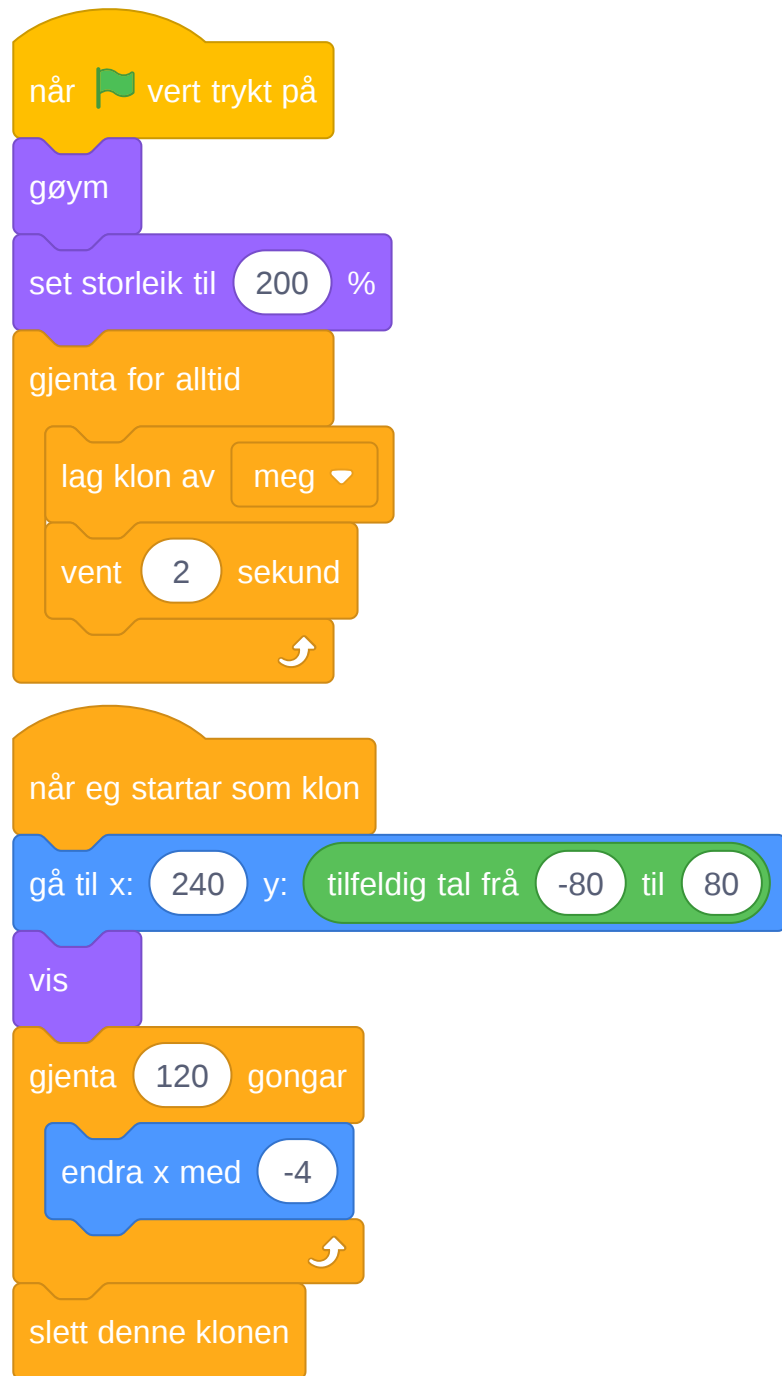 når vert trykt på
gøym
set storleik til 200 %
gjenta for alltid
lag klon av meg
vent 2 sekund
når eg startar som klon
gå til x: 240 y: tilfeldig tal frå -80 til 80
vis
gjenta 120 gongar
endra x med -4
slett denne klonen